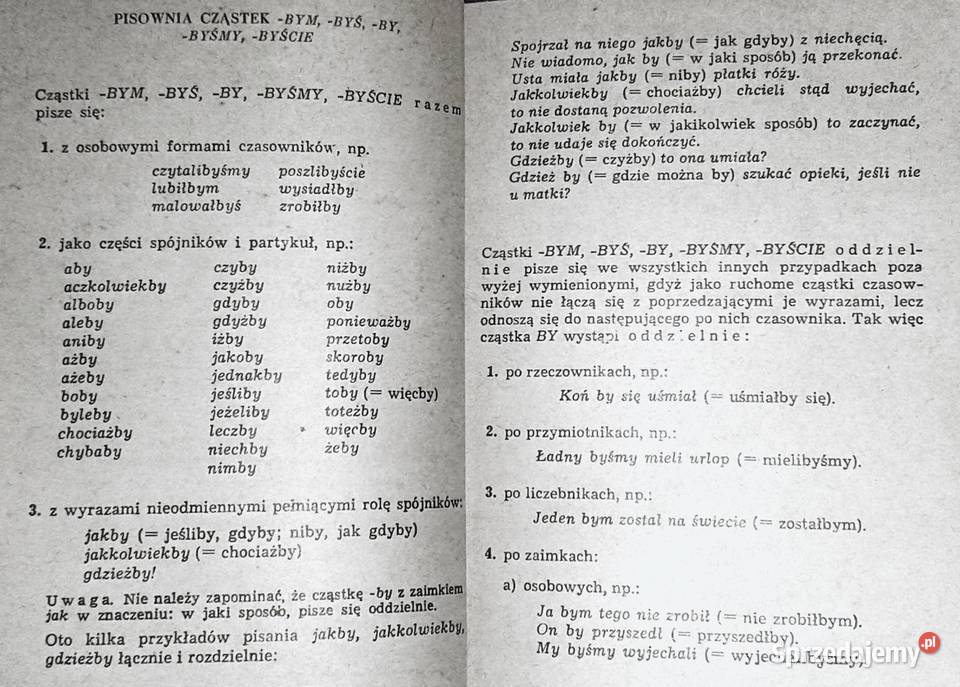 PISOWNIA CZĄSTEK -BYM, -BYŚ, -BY,
-BYŚMY, -BYŚCIE
Cząstki -BYM, -BYŚ, -BY, -BYŚMY, -BYŚCIE razem
pisze się:
1. z osobowymi formami czasowników, np.
czytalibyśmy poszlibyście
lubiłbym wysiadłby
malowałbyś zrobiłby
2. jako części spójników i partykuł, np.:
aby czyby niżby
aczkolwiekby czyżby nużby
alboby gdyby oby
aleby gdyżby ponieważby
aniby iżby przetoby
ażby jakoby skoroby
ażeby jednakby tedyby
boby jeśliby toby (= więcby)
byleby jeżeliby toteżby
chociażby leczby więcby
chybaby niechby żeby
nimby
3. z wyrazami nieodmiennymi pełniącymi rolę spójników:
jakby (= jeśliby, gdyby; niby, jak gdyby)
jakkolwiekby (= chociażby)
gdzieżby!
Uwaga. Nie należy zapominać, że cząstkę -by z zaimkiem
jak w znaczeniu: w jaki sposób, pisze się oddzielnie.
Oto kilka przykładów pisania jakby, jakkolwiekby,
gdzieżby łącznie i rozdzielnie:
Spojrzał na niego jakby (= jak gdyby) z niechęcią.
Nie wiadomo, jak by (= w jaki sposób) ją przekonać.
Usta miała jakby (= niby) płatki róży.
Jakkolwiekby (= chociażby) chcieli stąd wyjechać,
to nie dostaną pozwolenia.
Jakkolwiek by (= w jakikolwiek sposób) to zaczynać,
to nie udaje się dokończyć.
Gdzieżby (= czyżby) to ona umiała?
Gdzież by (= gdzie można by) szukać opieki, jeśli nie
u matki?
Cząstki -BYM, -BYŚ, -BY, -BYŚMY, -BYŚCIE oddziel-
nie pisze się we wszystkich innych przypadkach poza
wyżej wymienionymi, gdyż jako ruchome cząstki czasow-
ników nie łączą się z poprzedzającymi je wyrazami, lecz
odnoszą się do następującego po nich czasownika. Tak więc
cząstka BY wystąpi oddzielnie:
1. po rzeczownikach, np.:
Koń by się uśmiał (= uśmiałby się).
2. po przymiotnikach, np.:
Ładny byśmy mieli urlop (= mielibyśmy).
3. po liczebnikach, np.:
Jeden bym został na świecie (= zostałbym).
4. po zaimkach:
a) osobowych, np.:
Ja bym tego nie zrobił (= nie zrobiłbym).
On by przyszedł (= przyszedłby).
My byśmy wyjechali (= wyjechalibyśmy).
Sprzedajemy.pl